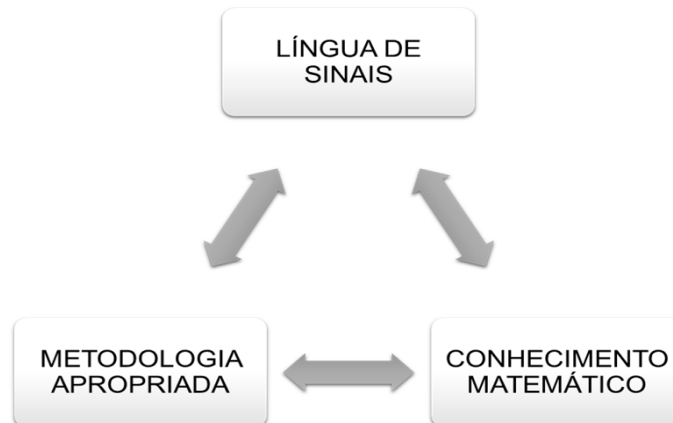 LÍNGUA DE
SINAIS
METODOLOGIA
APROPRIADA
CONHECIMENTO
MATEMÁTICO